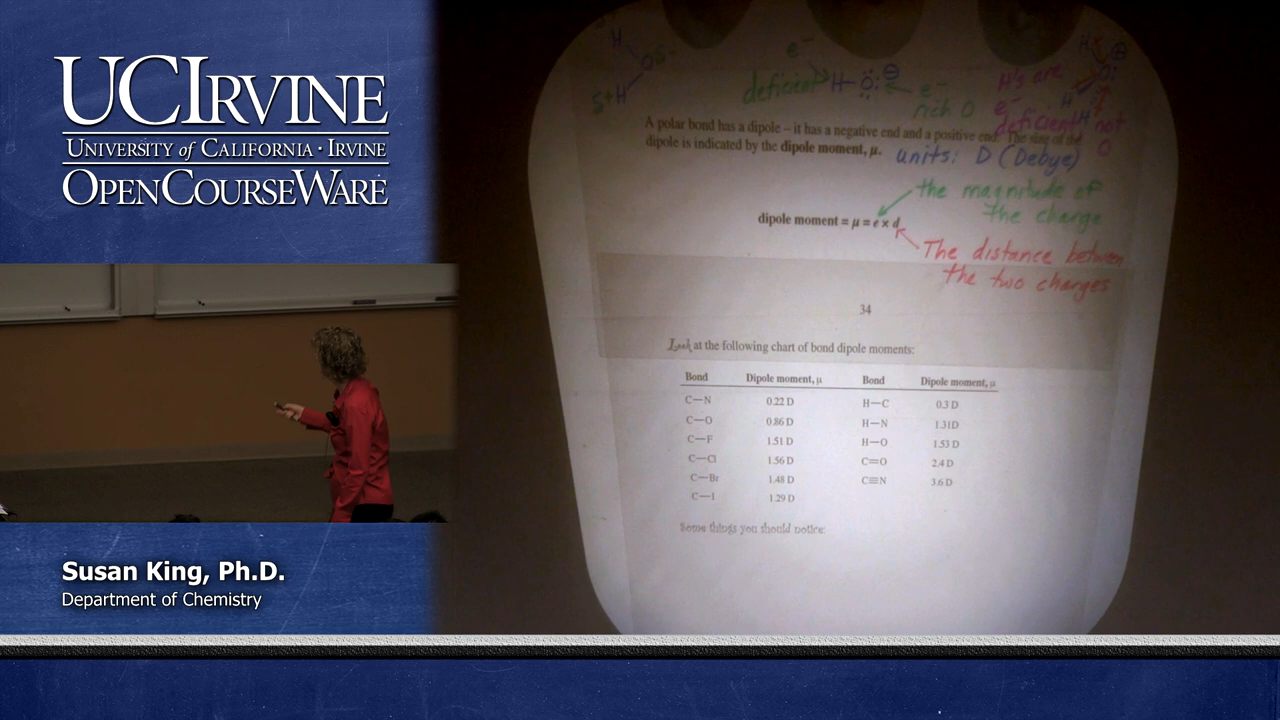 UCIRVINE
UNIVERSITY of CALIFORNIA · IRVINE
OPENCOURSEWARE
Susan King, Ph.D.
Department of Chemistry
H
Oδ-
δ+H
e-
deficient
H-Ö:⊖
e-
rich O
H's are
e-
deficient not
O
H
⊕
O:
H
H
A polar bond has a dipole – it has a negative end and a positive end. The size of the
dipole is indicated by the dipole moment, μ. units: D (Debye)
the magnitude of
the charge
dipole moment = μ = e × d
The distance between
the two charges
34
Look at the following chart of bond dipole moments:
Bond Dipole moment, μ Bond Dipole moment, μ
C—N 0.22 D H—C 0.3 D
C—O 0.86 D H—N 1.31D
C—F 1.51 D H—O 1.53 D
C—Cl 1.56 D C=O 2.4 D
C—Br 1.48 D C≡N 3.6 D
C—I 1.29 D
Some things you should notice: